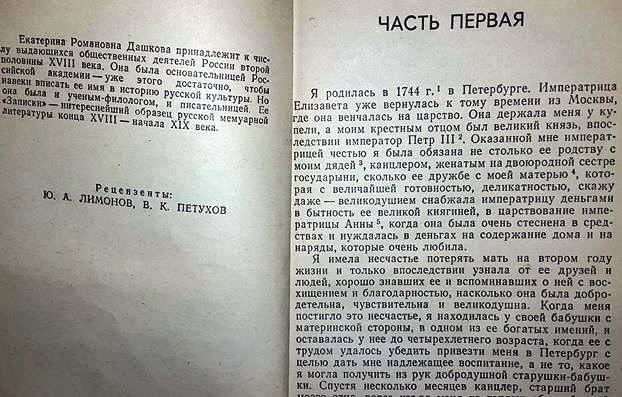 Екатерина Романовна Дашкова принадлежит к чис-
лу выдающихся общественных деятелей России второй
половины XVIII века. Она была основательницей Рос-
сийской академии — уже этого достаточно, чтобы
навеки вписать ее имя в историю русской культуры. Но
она была и ученым-филологом, и писательницей. Ее
«Записки» — интереснейший образец русской мемуарной
литературы конца XVIII — начала XIX века.
Рецензенты:
Ю. А. ЛИМОНОВ, В. К. ПЕТУХОВ
ЧАСТЬ ПЕРВАЯ
Я родилась в 1744 г.¹ в Петербурге. Императрица
Елизавета уже вернулась к тому времени из Москвы,
где она венчалась на царство. Она держала меня у ку-
пели, а моим крестным отцом был великий князь, впос-
ледствии император Петр III². Оказанной мне императ-
рицей честью я была обязана не столько ее родству с
моим дядей³, канцлером, женатым на двоюродной сестре
государыни, сколько ее дружбе с моей матерью⁴, кото-
рая с величайшей готовностью, деликатностью, скажу
даже — великодушием снабжала императрицу деньгами
в бытность ее великой княгиней, в царствование импе-
ратрицы Анны⁵, когда она была очень стеснена в сред-
ствах и нуждалась в деньгах на содержание дома и на
наряды, которые очень любила.
Я имела несчастье потерять мать на втором году
жизни и только впоследствии узнала от ее друзей и
людей, хорошо знавших ее и вспоминавших о ней с вос-
хищением и благодарностью, насколько она была добро-
детельна, чувствительна и великодушна. Когда меня
постигло это несчастье, я находилась у своей бабушки с
материнской стороны, в одном из ее богатых имений, и
оставалась у нее до четырехлетнего возраста, когда ее с
трудом удалось убедить привезти меня в Петербург с
целью дать мне надлежащее воспитание, а не то, какое
я могла получить из рук добродушной старушки-бабуш-
ки. Спустя несколько месяцев канцлер, старший брат